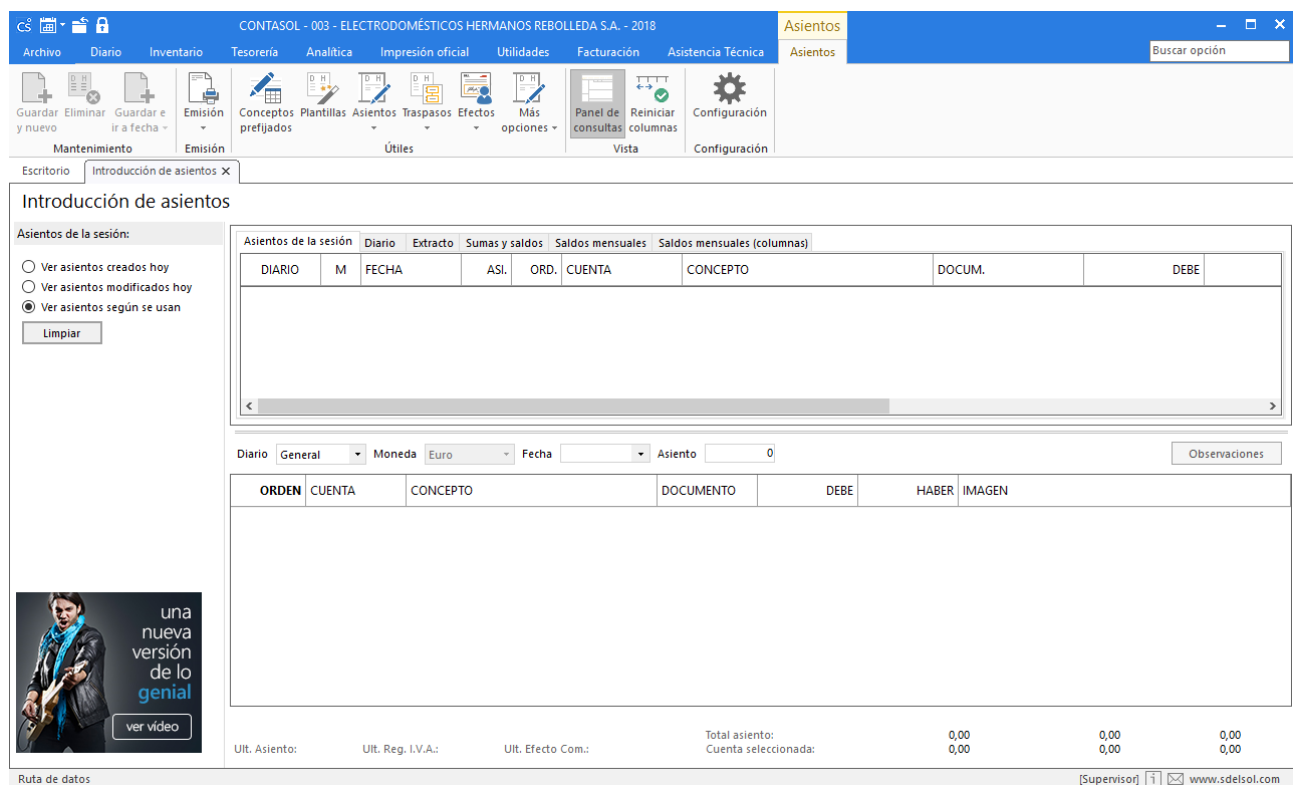 CS CONTASOL - 003 - ELECTRODOMÉSTICOS HERMANOS REBOLLEDA S.A. - 2018 Asientos
Archivo Diario Inventario Tesorería Analítica Impresión oficial Utilidades Facturación Asistencia Técnica Asientos Buscar opción
D H D H D H D H D H
Guardar Eliminar Guardar e Emisión Conceptos Plantillas Asientos Traspasos Efectos Más Panel de Reiniciar Configuración
y nuevo ir a fecha prefijados opciones consultas columnas
Mantenimiento Emisión Útiles Vista Configuración
Escritorio Introducción de asientos X
Introducción de asientos
Asientos de la sesión:
Ver asientos creados hoy
Ver asientos modificados hoy
Ver asientos según se usan
Limpiar
Asientos de la sesión Diario Extracto Sumas y saldos Saldos mensuales Saldos mensuales (columnas)
DIARIO M FECHA ASI. ORD. CUENTA CONCEPTO DOCUM. DEBE
Diario General Moneda Euro Fecha Asiento 0 Observaciones
ORDEN CUENTA CONCEPTO DOCUMENTO DEBE HABER IMAGEN
una
nueva
versión
de lo
genial
ver vídeo
Total asiento: 0,00 0,00 0,00
Ult. Asiento: Ult. Reg. I.V.A.: Ult. Efecto Com.: Cuenta seleccionada: 0,00 0,00 0,00
Ruta de datos [Supervisor] i www.sdelsol.com